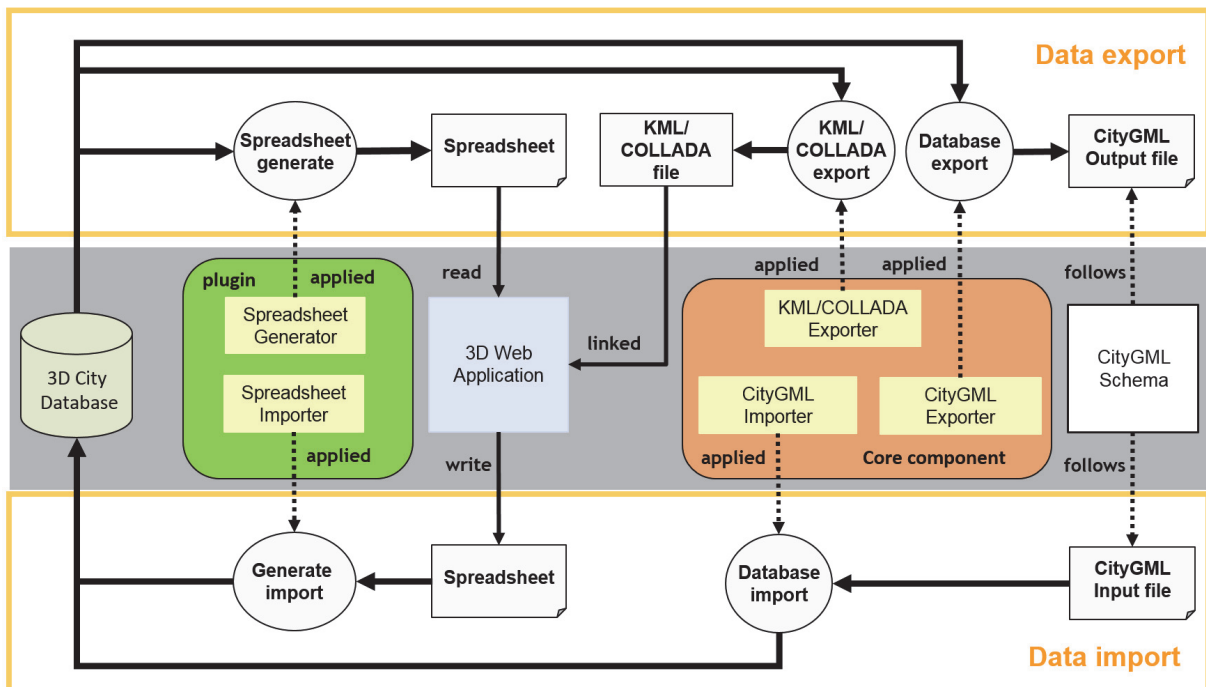 Data export
Spreadsheet
generate
Spreadsheet
KML/
COLLADA
file
KML/
COLLADA
export
Database
export
CityGML
Output file
plugin
applied
read
applied
applied
follows
Spreadsheet
Generator
KML/COLLADA
Exporter
3D City
Database
3D Web
Application
linked
CityGML
Schema
Spreadsheet
Importer
CityGML
Importer
CityGML
Exporter
applied
write
applied
Core component
follows
Generate
import
Spreadsheet
Database
import
CityGML
Input file
Data import